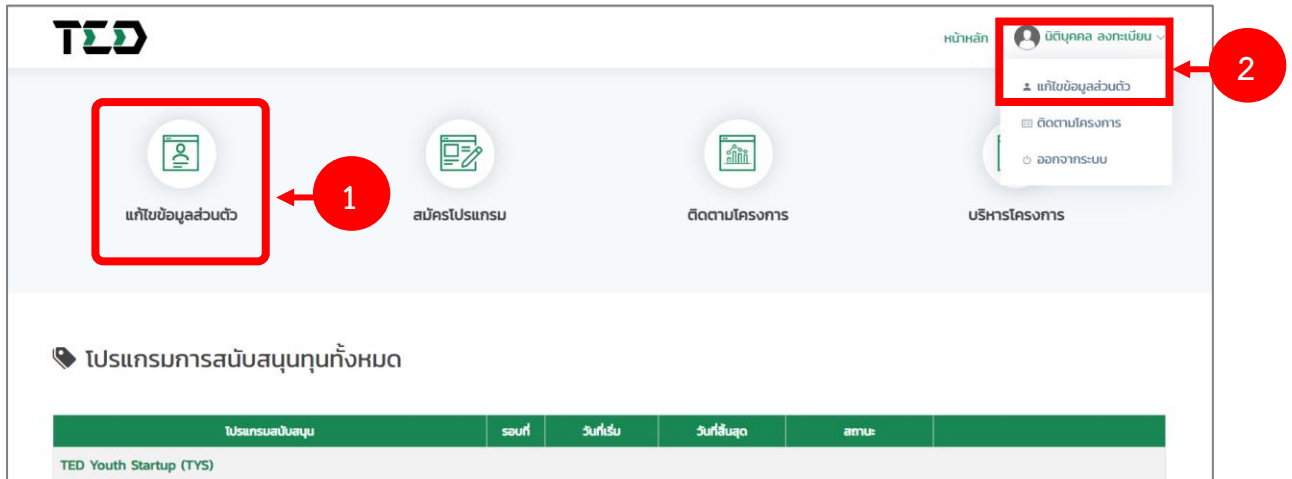 TED
หน้าหลัก
นิติบุคคล ลงทะเบียน
2
แก้ไขข้อมูลส่วนตัว
ติดตามโครงการ
ออกจากระบบ
1
แก้ไขข้อมูลส่วนตัว
สมัครโปรแกรม
ติดตามโครงการ
บริหารโครงการ
โปรแกรมการสนับสนุนทุนทั้งหมด
โปรแกรมสนับสนุน รอบที่ วันที่เริ่ม วันที่สิ้นสุด สถานะ
TED Youth Startup (TYS)